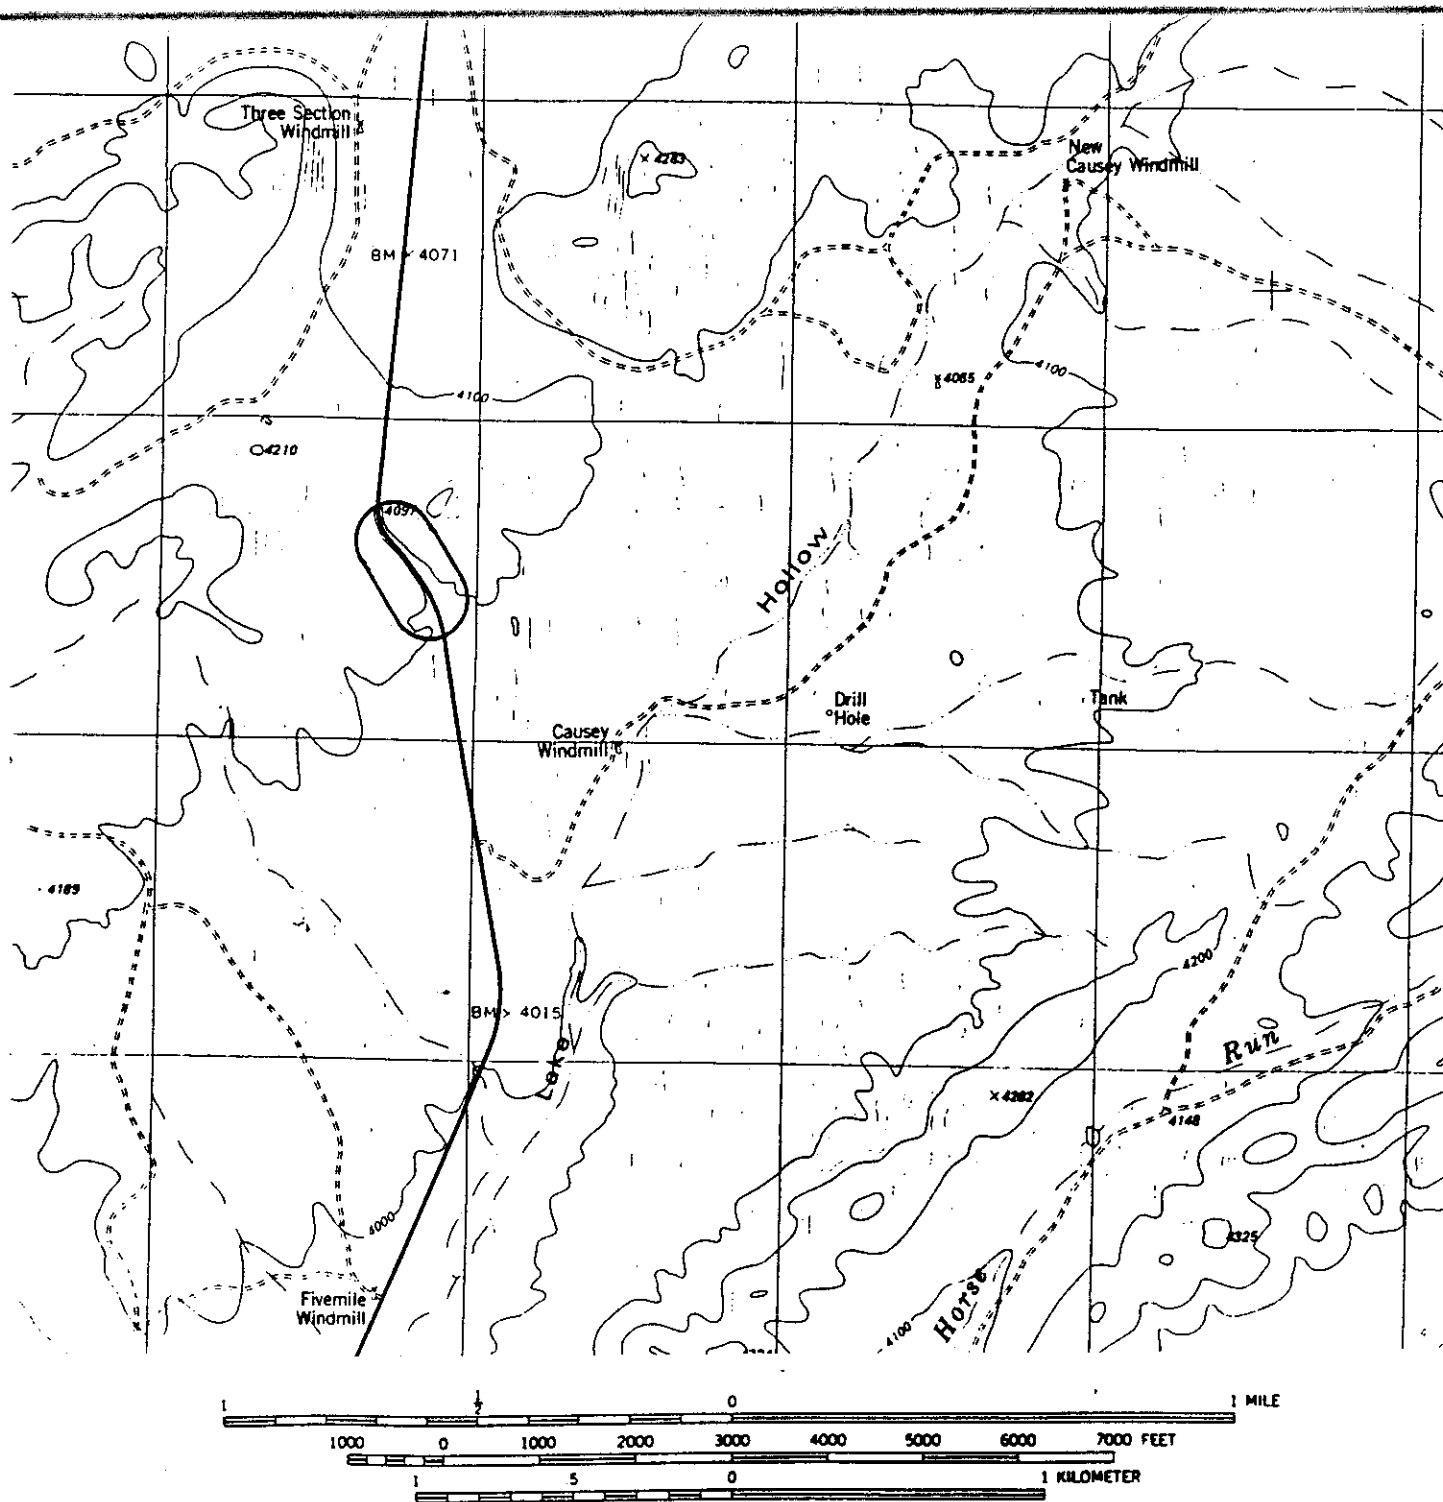 Three Section
Windmill
4283
New
Causey Windmill
BM × 4071
4065
4100
4100
4210
4097
Hollow
Drill
Hole
Tank
Causey
Windmill
4189
4200
BM × 4015
Lake
Run
4282
4148
4000
4325
Fivemile
Windmill
Horse
4100
1 ½ 0 1 MILE
1000 0 1000 2000 3000 4000 5000 6000 7000 FEET
1 .5 0 1 KILOMETER